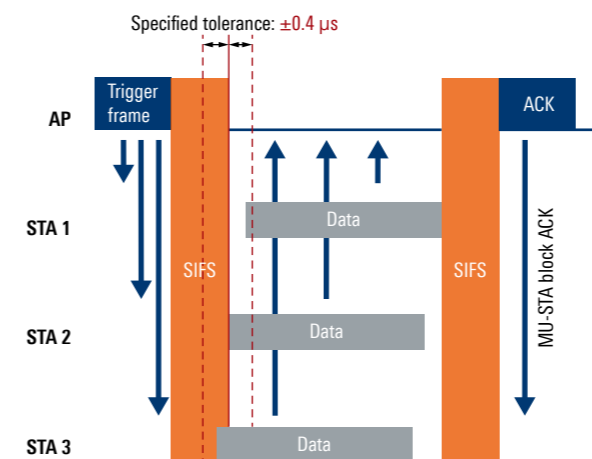 Specified tolerance: ±0.4 µs
Trigger
frame
ACK
AP
STA 1
Data
SIFS
SIFS
MU-STA block ACK
STA 2
Data
STA 3
Data